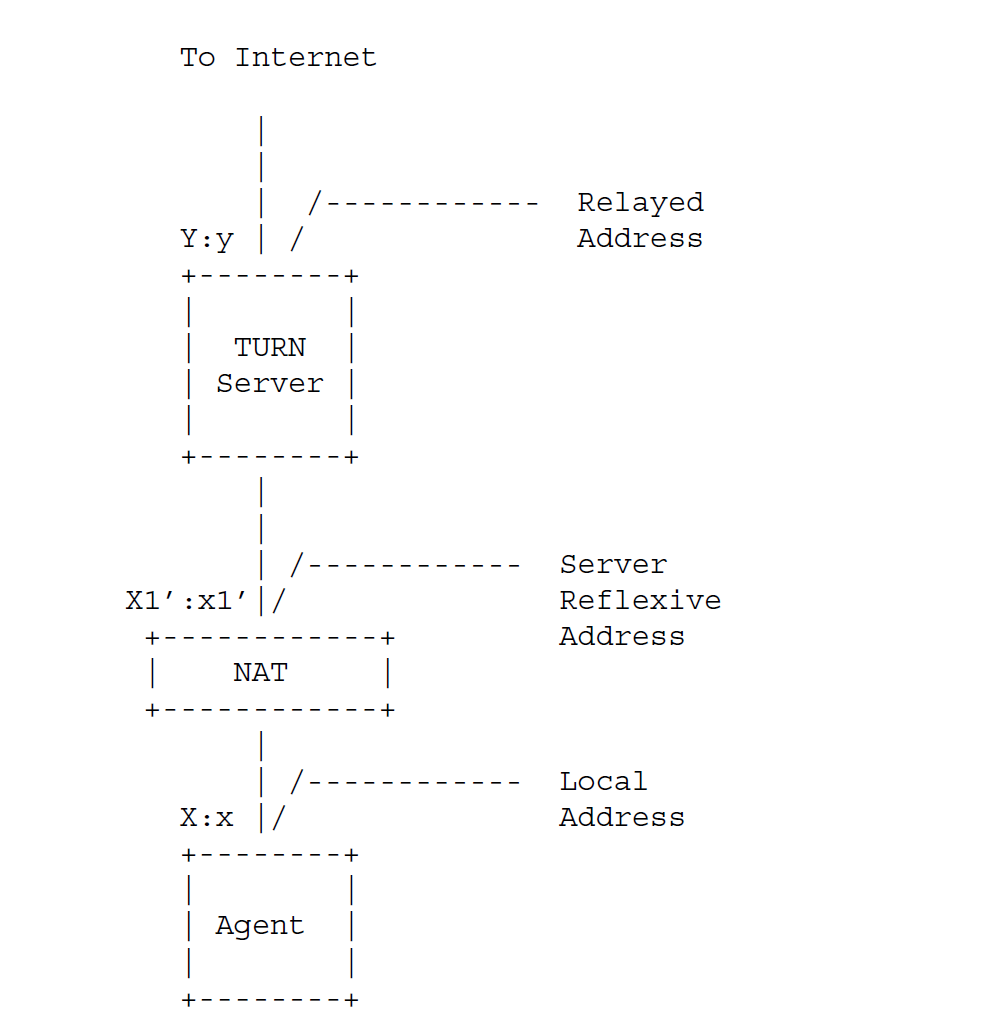 To Internet
|
|
|  /------------  Relayed
Y:y | /  Address
+--------+
|        |
|  TURN  |
| Server |
|        |
+--------+
|
|
| /------------  Server
X1':x1'|/  Reflexive
+------------+  Address
|    NAT     |
+------------+
|
| /------------  Local
X:x |/  Address
+--------+
|        |
| Agent  |
|        |
+--------+